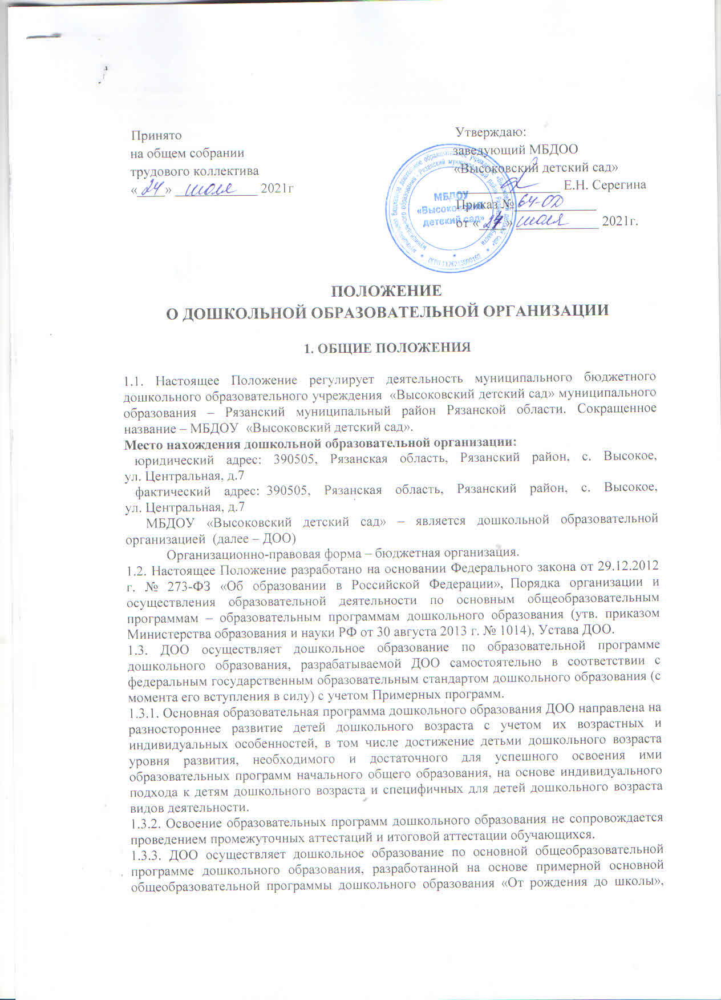 Принято
на общем собрании
трудового коллектива
«24» июля 2021г
Утверждаю:
заведующий МБДОО
«Высоковский детский сад»
Е.Н. Серегина
Приказ № 64-ОД
от « » июля 2021г.
МБДОУ
«Высоковский
детский сад»
ПОЛОЖЕНИЕ
О ДОШКОЛЬНОЙ ОБРАЗОВАТЕЛЬНОЙ ОРГАНИЗАЦИИ
1. ОБЩИЕ ПОЛОЖЕНИЯ
1.1. Настоящее Положение регулирует деятельность муниципального бюджетного
дошкольного образовательного учреждения «Высоковский детский сад» муниципального
образования – Рязанский муниципальный район Рязанской области. Сокращенное
название – МБДОУ «Высоковский детский сад».
Место нахождения дошкольной образовательной организации:
юридический адрес: 390505, Рязанская область, Рязанский район, с. Высокое,
ул. Центральная, д.7
фактический адрес: 390505, Рязанская область, Рязанский район, с. Высокое,
ул. Центральная, д.7
МБДОУ «Высоковский детский сад» – является дошкольной образовательной
организацией (далее – ДОО)
Организационно-правовая форма – бюджетная организация.
1.2. Настоящее Положение разработано на основании Федерального закона от 29.12.2012
г. № 273-ФЗ «Об образовании в Российской Федерации», Порядка организации и
осуществления образовательной деятельности по основным общеобразовательным
программам – образовательным программам дошкольного образования (утв. приказом
Министерства образования и науки РФ от 30 августа 2013 г. № 1014), Устава ДОО.
1.3. ДОО осуществляет дошкольное образование по образовательной программе
дошкольного образования, разрабатываемой ДОО самостоятельно в соответствии с
федеральным государственным образовательным стандартом дошкольного образования (с
момента его вступления в силу) с учетом Примерных программ.
1.3.1. Основная образовательная программа дошкольного образования ДОО направлена на
разностороннее развитие детей дошкольного возраста с учетом их возрастных и
индивидуальных особенностей, в том числе достижение детьми дошкольного возраста
уровня развития, необходимого и достаточного для успешного освоения ими
образовательных программ начального общего образования, на основе индивидуального
подхода к детям дошкольного возраста и специфичных для детей дошкольного возраста
видов деятельности.
1.3.2. Освоение образовательных программ дошкольного образования не сопровождается
проведением промежуточных аттестаций и итоговой аттестации обучающихся.
1.3.3. ДОО осуществляет дошкольное образование по основной общеобразовательной
программе дошкольного образования, разработанной на основе примерной основной
общеобразовательной программы дошкольного образования «От рождения до школы»,